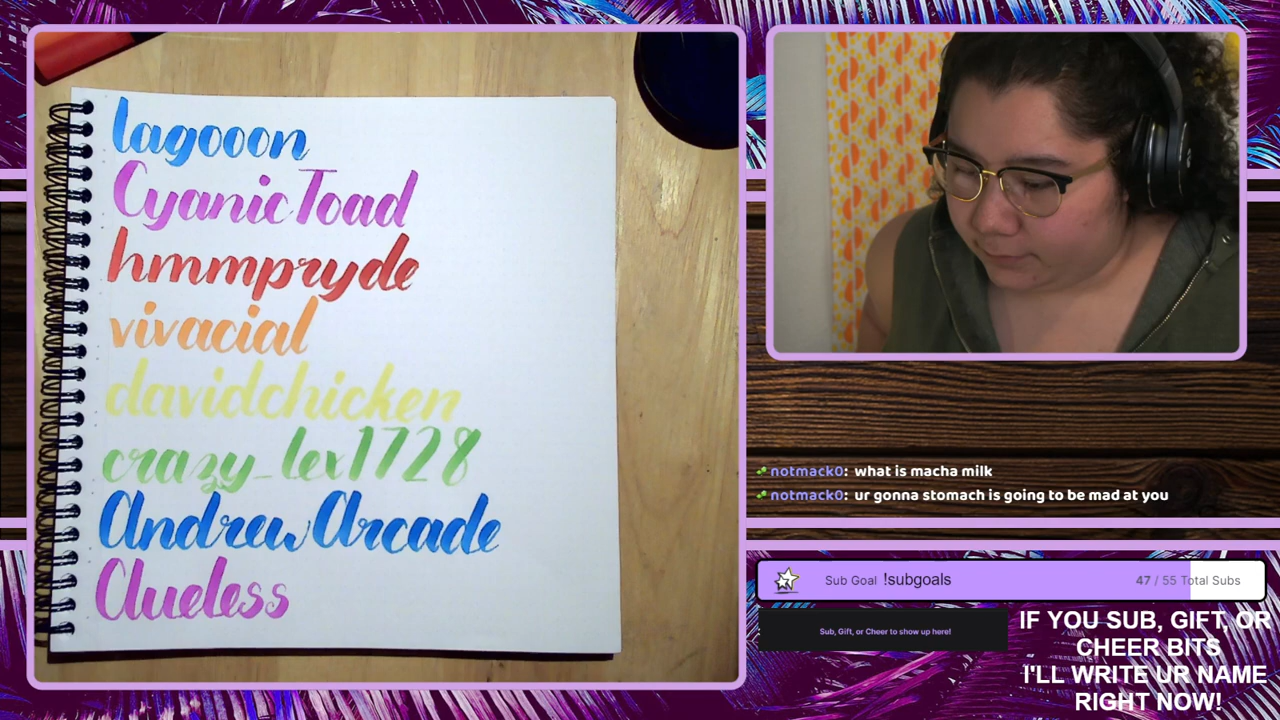 lagooon
CyanicToad
hmmpryde
vivacial
davidchicken
crazy_lex1728
AndrewArcade
Clueless
notmack0: what is macha milk
notmack0: ur gonna stomach is going to be mad at you
Sub Goal !subgoals 47 / 55 Total Subs
Sub, Gift, or Cheer to show up here!
IF YOU SUB, GIFT, OR
CHEER BITS
I'LL WRITE UR NAME
RIGHT NOW!